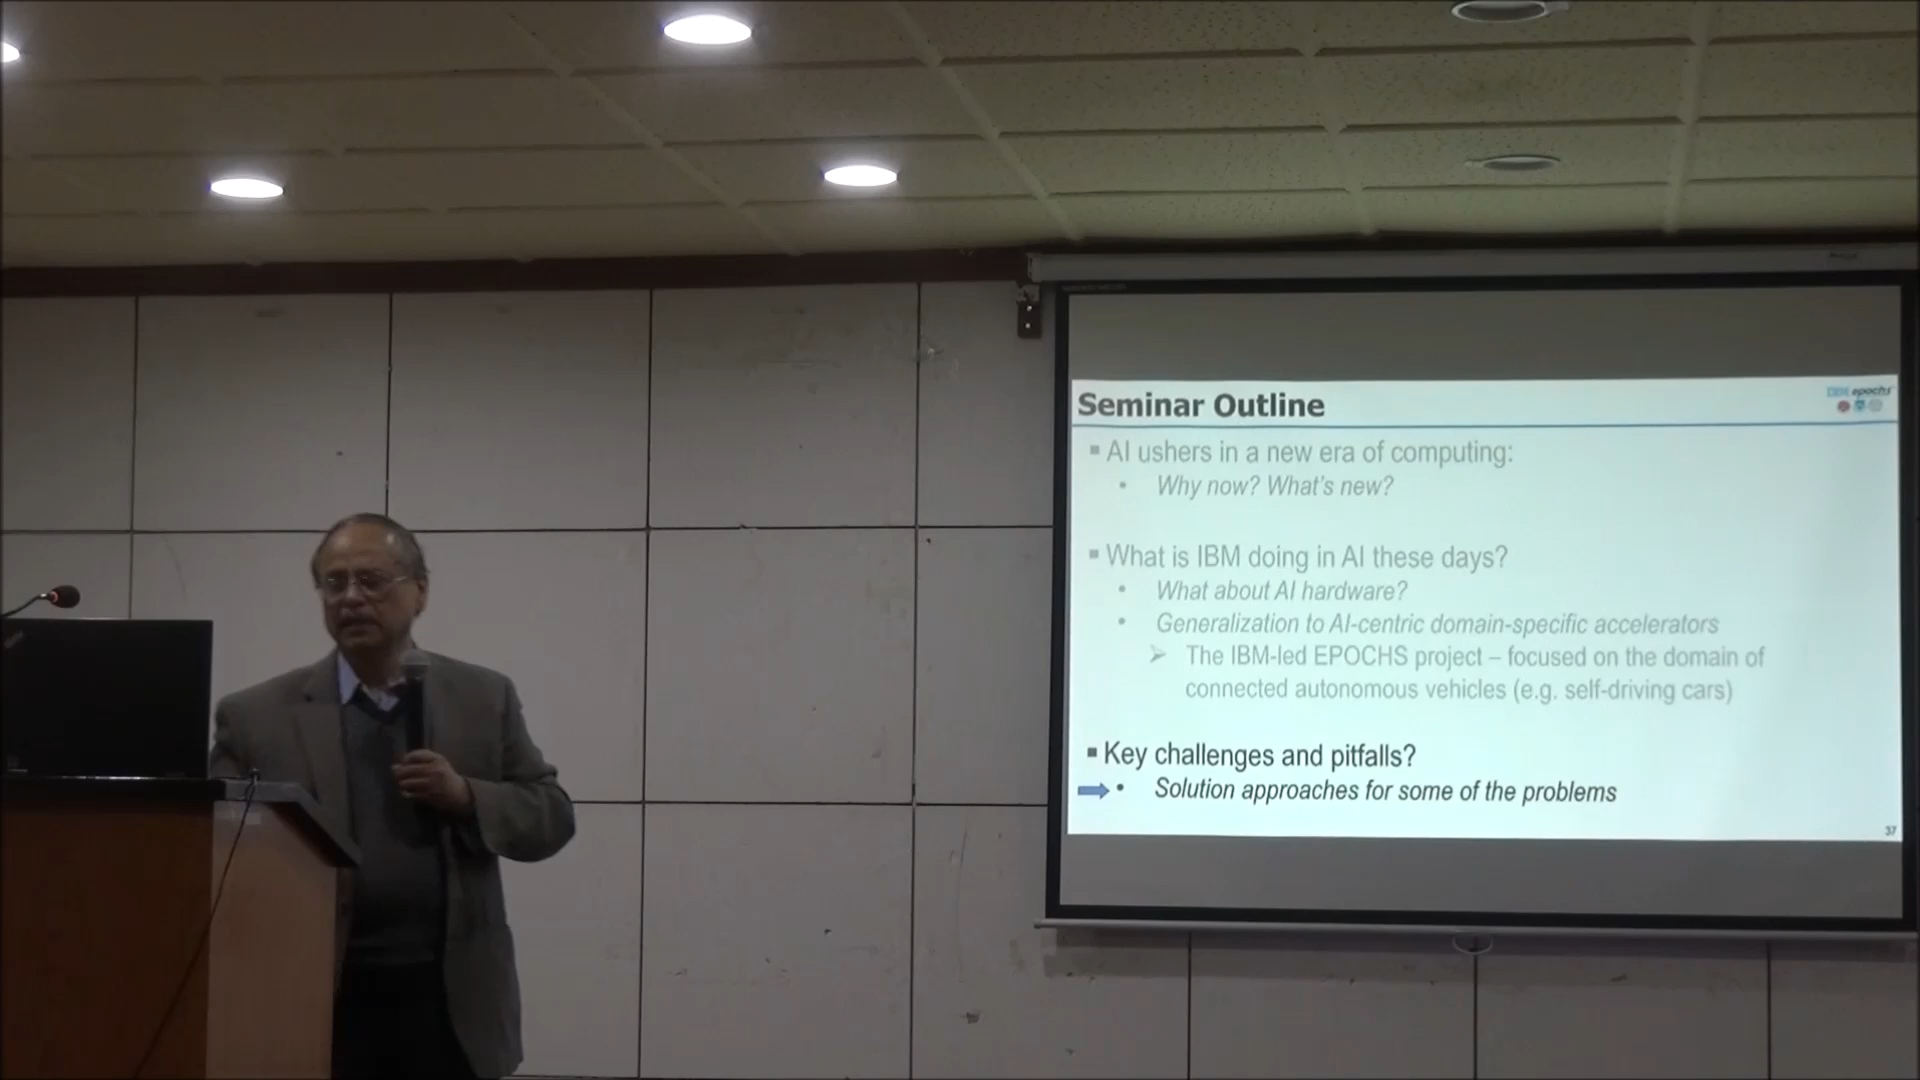 Seminar Outline
IBM epochs
▪ AI ushers in a new era of computing:
• Why now? What's new?
▪ What is IBM doing in AI these days?
• What about AI hardware?
• Generalization to AI-centric domain-specific accelerators
➢ The IBM-led EPOCHS project – focused on the domain of
connected autonomous vehicles (e.g. self-driving cars)
▪ Key challenges and pitfalls?
• Solution approaches for some of the problems
37